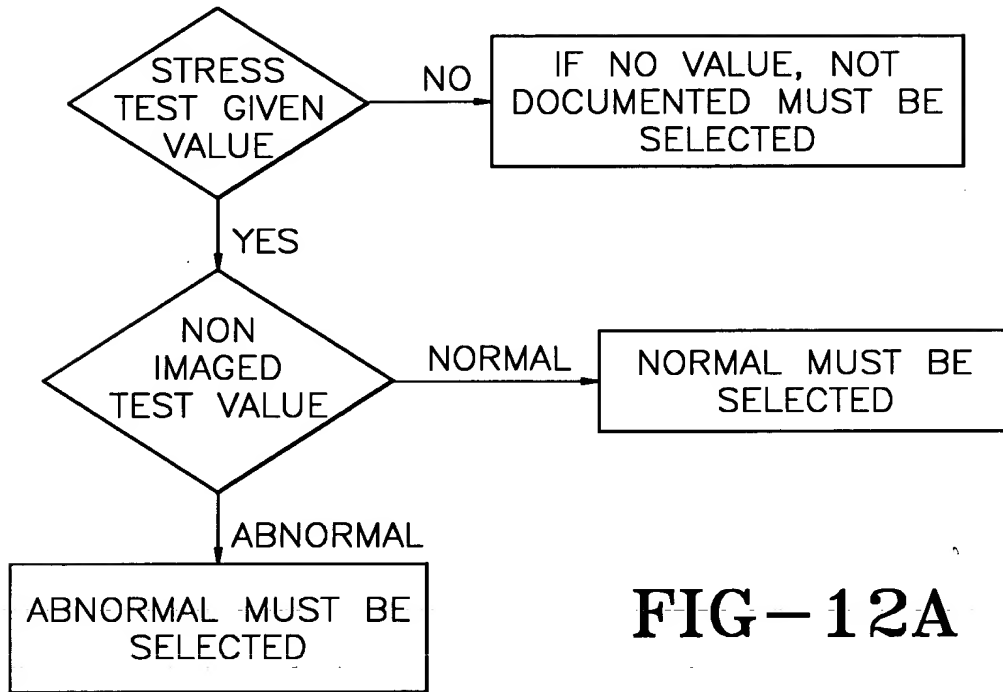 STRESS
TEST GIVEN
VALUE
NO
IF NO VALUE, NOT
DOCUMENTED MUST BE
SELECTED
YES
NON
IMAGED
TEST VALUE
NORMAL
NORMAL MUST BE
SELECTED
ABNORMAL
ABNORMAL MUST BE
SELECTED
FIG-12A